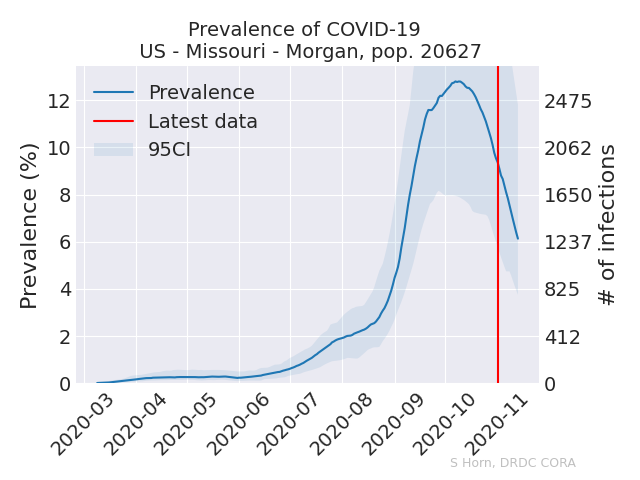 Prevalence of COVID-19
US - Missouri - Morgan, pop. 20627
Prevalence
Latest data
95CI
Prevalence (%)
12
10
8
6
4
2
0
2475
2062
1650
1237
825
412
0
# of infections
2020-03
2020-04
2020-05
2020-06
2020-07
2020-08
2020-09
2020-10
2020-11
S Horn, DRDC CORA